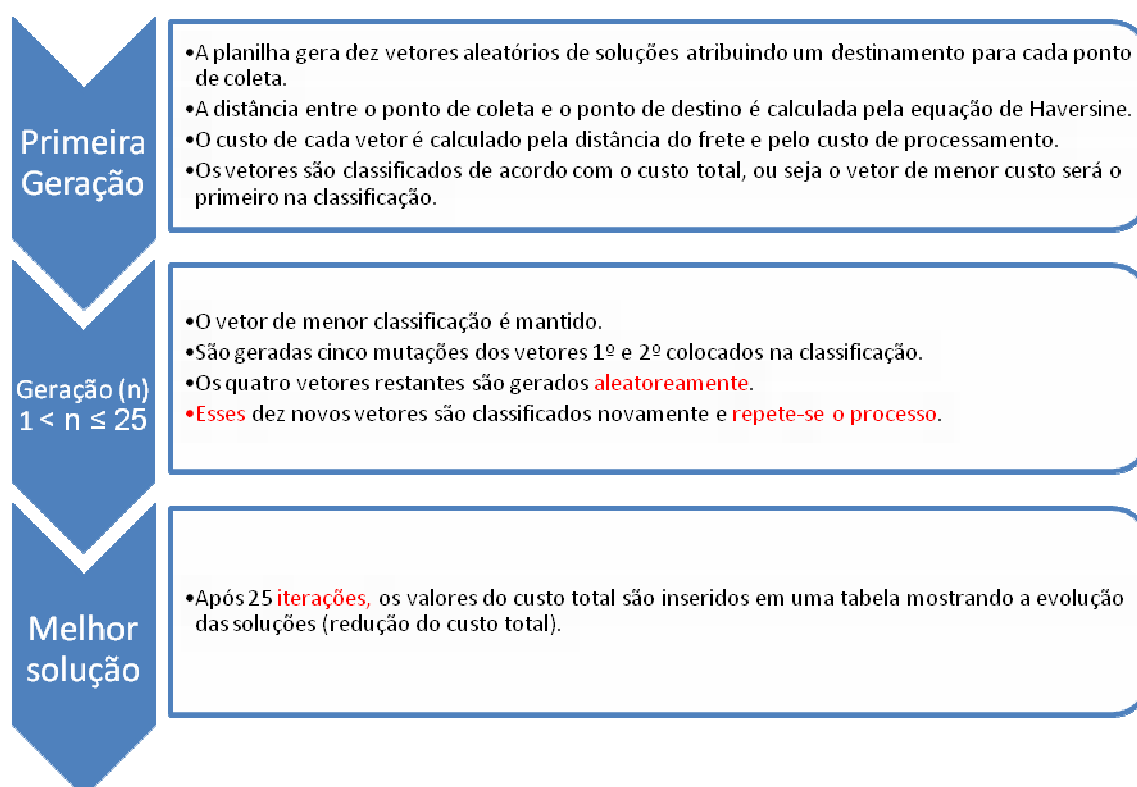 Primeira
Geração
•A planilha gera dez vetores aleatórios de soluções atribuindo um destinamento para cada ponto
de coleta.
•A distância entre o ponto de coleta e o ponto de destino é calculada pela equação de Haversine.
•O custo de cada vetor é calculado pela distância do frete e pelo custo de processamento.
•Os vetores são classificados de acordo com o custo total, ou seja o vetor de menor custo será o
primeiro na classificação.
Geração (n)
1 < n ≤ 25
•O vetor de menor classificação é mantido.
•São geradas cinco mutações dos vetores 1º e 2º colocados na classificação.
•Os quatro vetores restantes são gerados aleatoreamente.
•Esses dez novos vetores são classificados novamente e repete-se o processo.
Melhor
solução
•Após 25 iterações, os valores do custo total são inseridos em uma tabela mostrando a evolução
das soluções (redução do custo total).